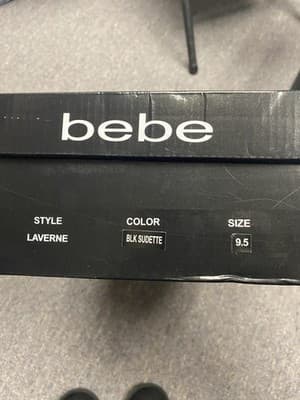 bebe
STYLE COLOR SIZE
LAVERNE BLK SUDETTE 9.5